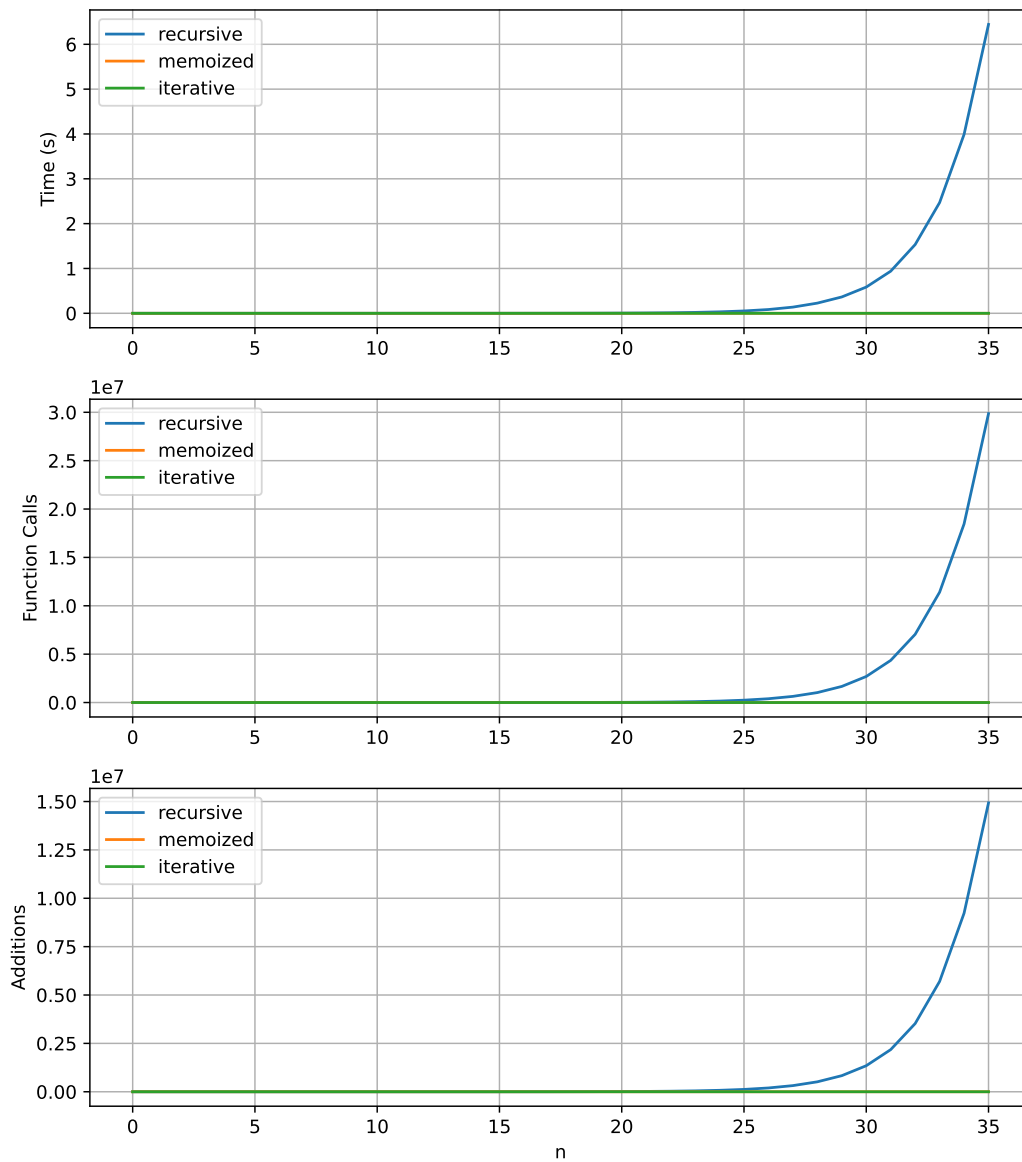 recursive
memoized
iterative
Time (s)
6
5
4
3
2
1
0
0 5 10 15 20 25 30 35
1e7
recursive
memoized
iterative
Function Calls
3.0
2.5
2.0
1.5
1.0
0.5
0.0
0 5 10 15 20 25 30 35
1e7
recursive
memoized
iterative
Additions
1.50
1.25
1.00
0.75
0.50
0.25
0.00
0 5 10 15 20 25 30 35
n